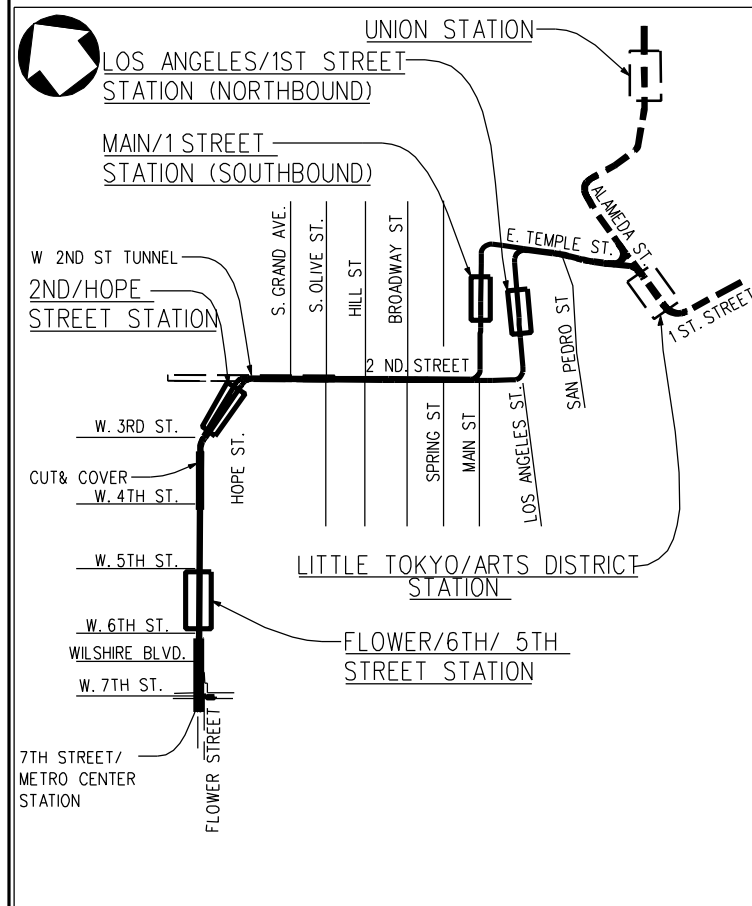 UNION STATION
LOS ANGELES/1ST STREET
STATION (NORTHBOUND)
MAIN/1 STREET
STATION (SOUTHBOUND)
ALAMEDA ST.
S. GRAND AVE.
S. OLIVE ST.
HILL ST
BROADWAY ST
E. TEMPLE ST.
W 2ND ST TUNNEL
2ND/HOPE
STREET STATION
1 ST. STREET
2 ND. STREET
SAN PEDRO ST
W. 3RD ST.
HOPE ST.
SPRING ST
MAIN ST
LOS ANGELES ST.
CUT& COVER
W. 4TH ST.
W. 5TH ST.
LITTLE TOKYO/ARTS DISTRICT
STATION
W. 6TH ST.
FLOWER/6TH/ 5TH
STREET STATION
WILSHIRE BLVD.
W. 7TH ST.
7TH STREET/
METRO CENTER
STATION
FLOWER STREET